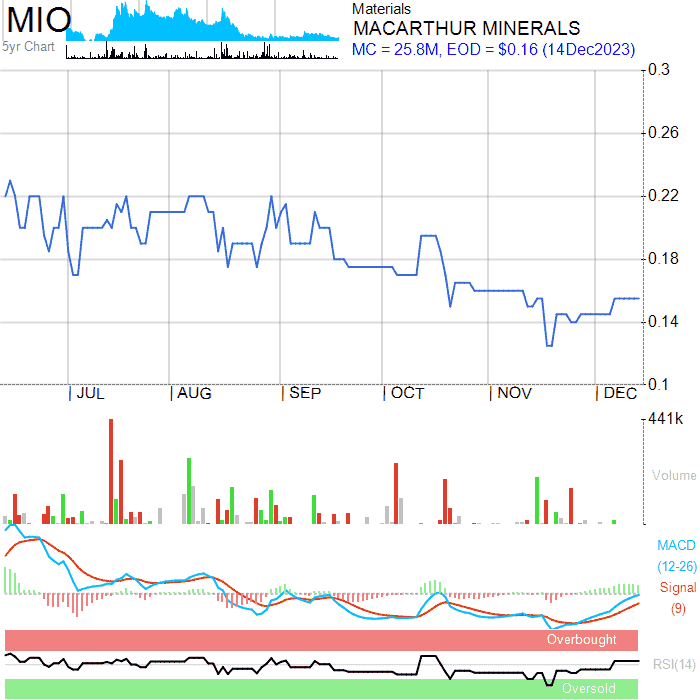 MIO
5yr Chart
Materials
MACARTHUR MINERALS
MC = 25.8M, EOD = $0.16 (14Dec2023)
0.3
0.26
0.22
0.18
0.14
0.1
JUL AUG SEP OCT NOV DEC
441k
Volume
MACD
(12-26)
Signal
(9)
Overbought
RSI(14)
Oversold